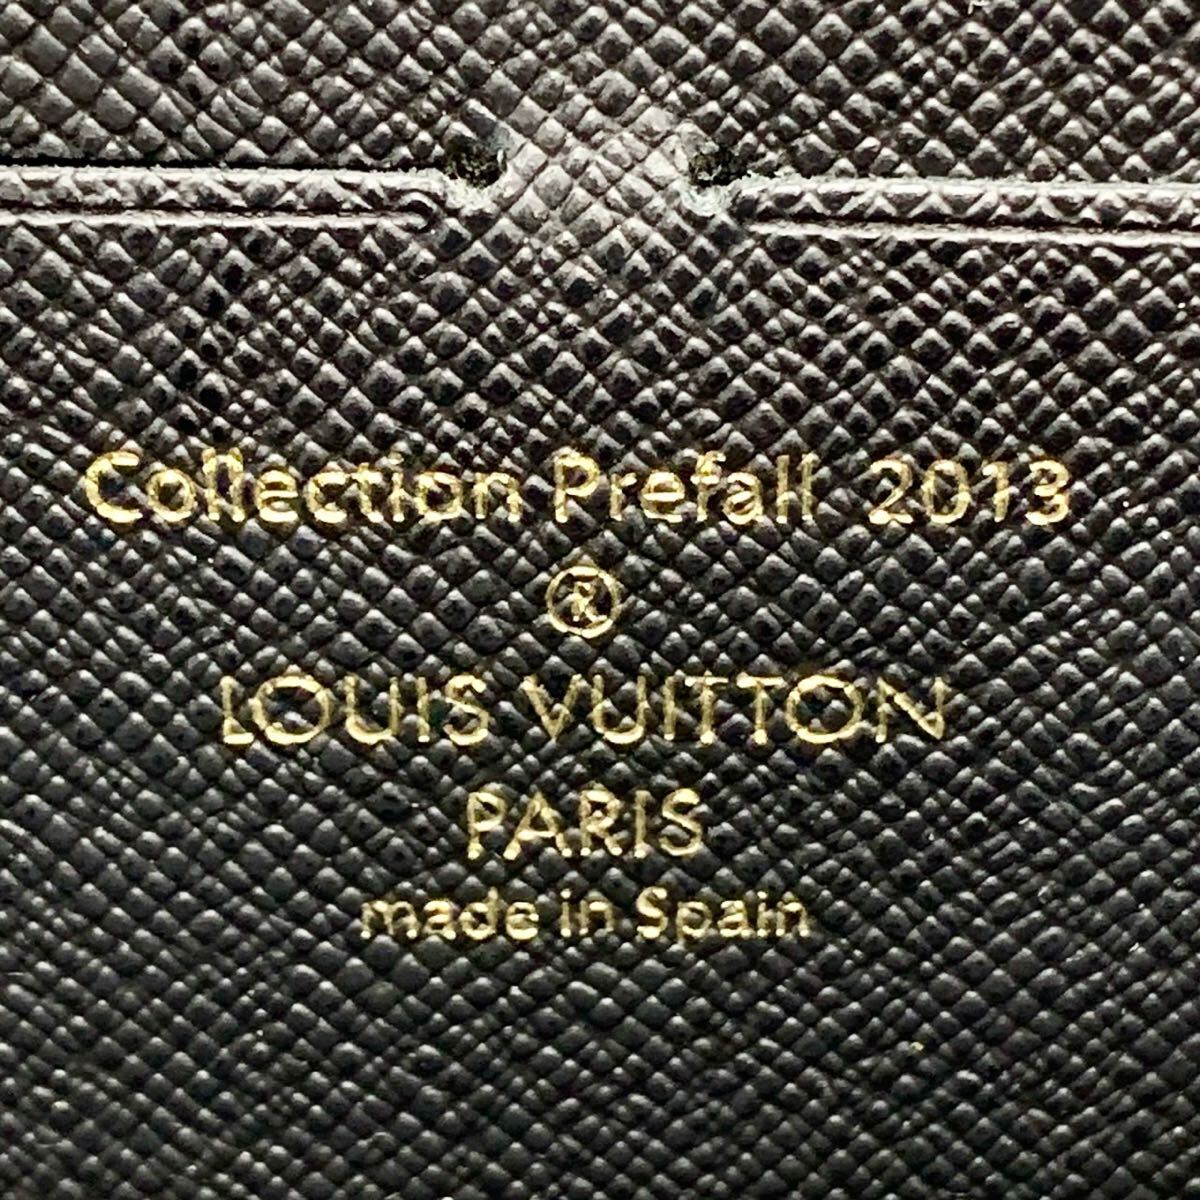 Collection Prefall 2013
®
LOUIS VUITTON
PARIS
made in Spain